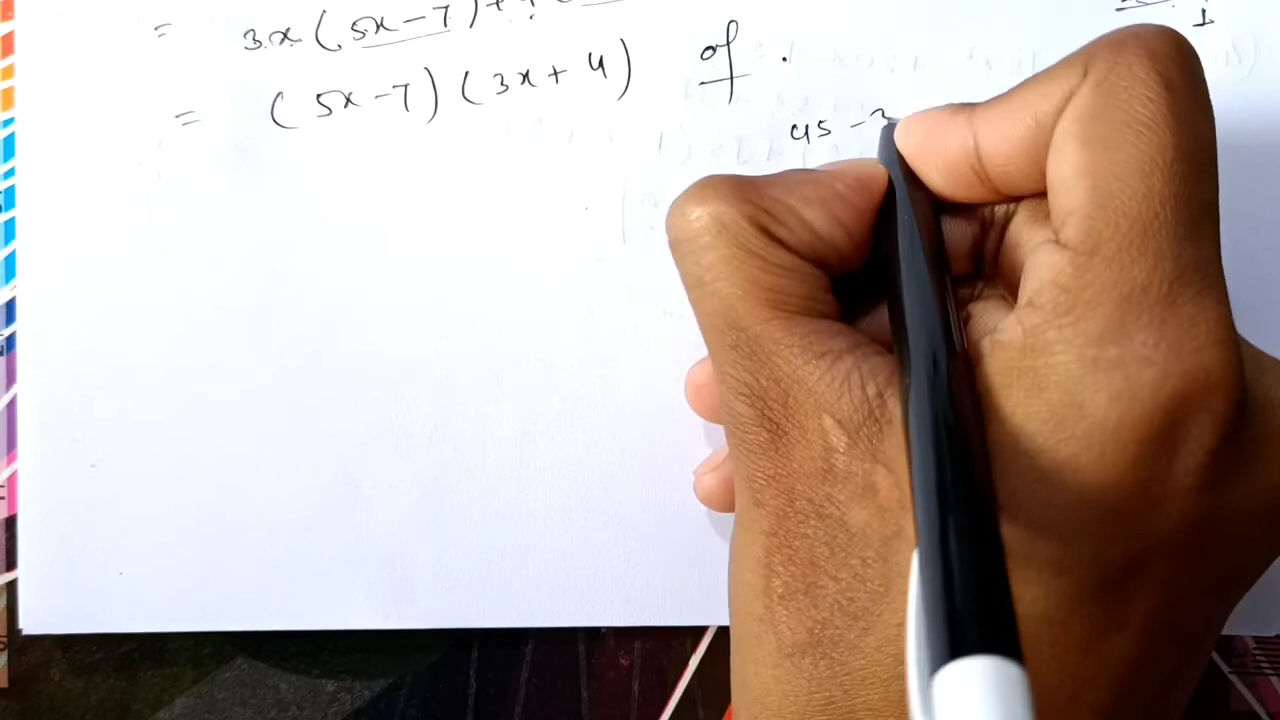 = 3x (5x-7) +
= (5x-7) (3x+4) of .
45 -